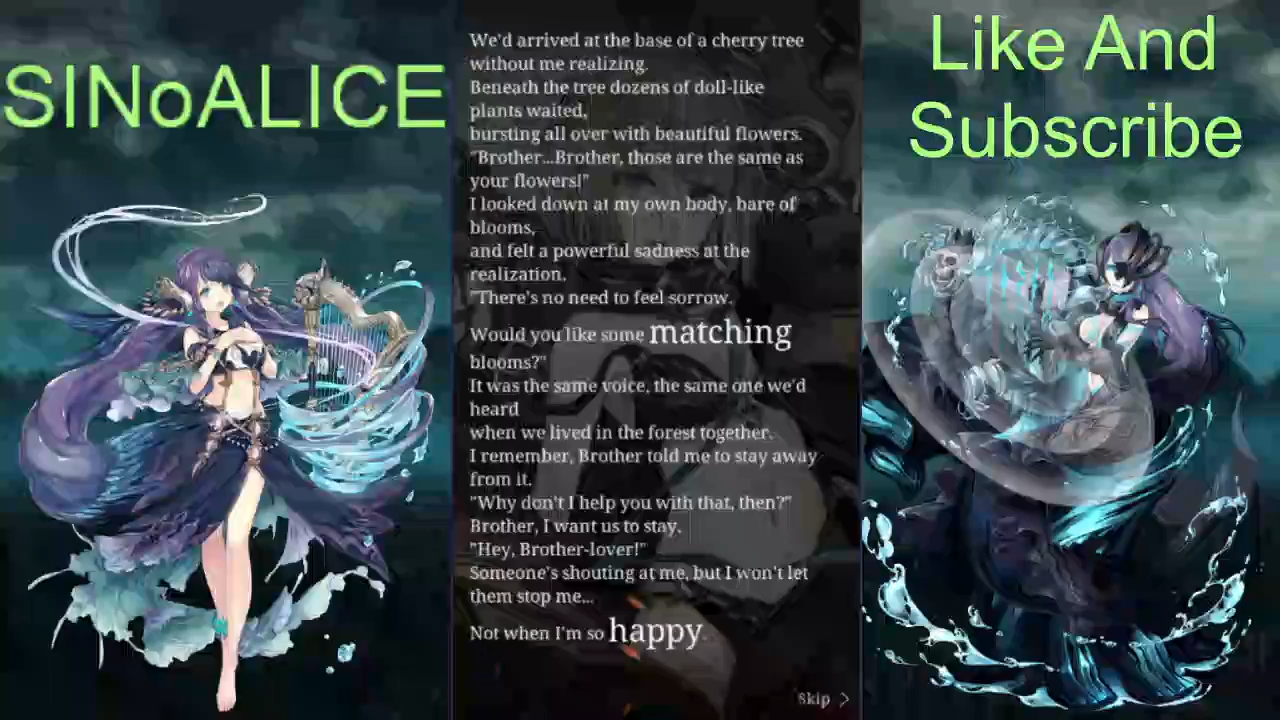 SINoALICE
We'd arrived at the base of a cherry tree
without me realizing.
Beneath the tree dozens of doll-like
plants waited,
bursting all over with beautiful flowers.
"Brother...Brother, those are the same as
your flowers!"
I looked down at my own body, bare of
blooms,
and felt a powerful sadness at the
realization.
"There's no need to feel sorrow.
Would you like some matching
blooms?"
It was the same voice, the same one we'd
heard
when we lived in the forest together.
I remember, Brother told me to stay away
from it.
"Why don't I help you with that, then?"
Brother, I want us to stay.
"Hey, Brother-lover!"
Someone's shouting at me, but I won't let
them stop me...
Not when I'm so happy.
Skip >
Like And
Subscribe